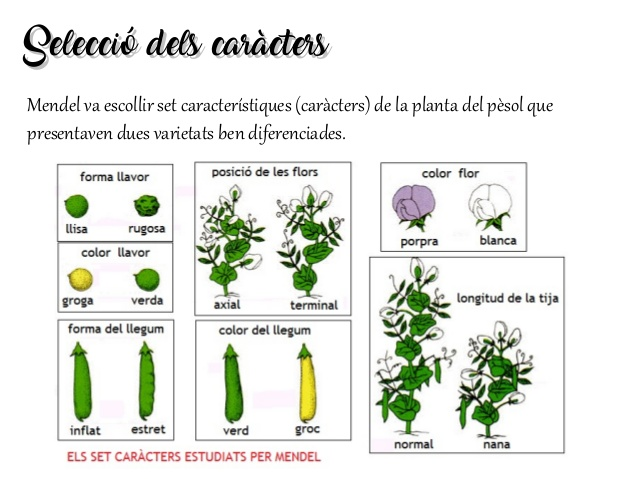 Selecció dels caràcters
Mendel va escollir set característiques (caràcters) de la planta del pèsol que
presentaven dues varietats ben diferenciades.
forma llavor
llisa rugosa
color llavor
groga verda
posició de les flors
axial terminal
color flor
porpra blanca
forma del llegum
inflat estret
color del llegum
verd groc
longitud de la tija
normal nana
ELS SET CARÀCTERS ESTUDIATS PER MENDEL